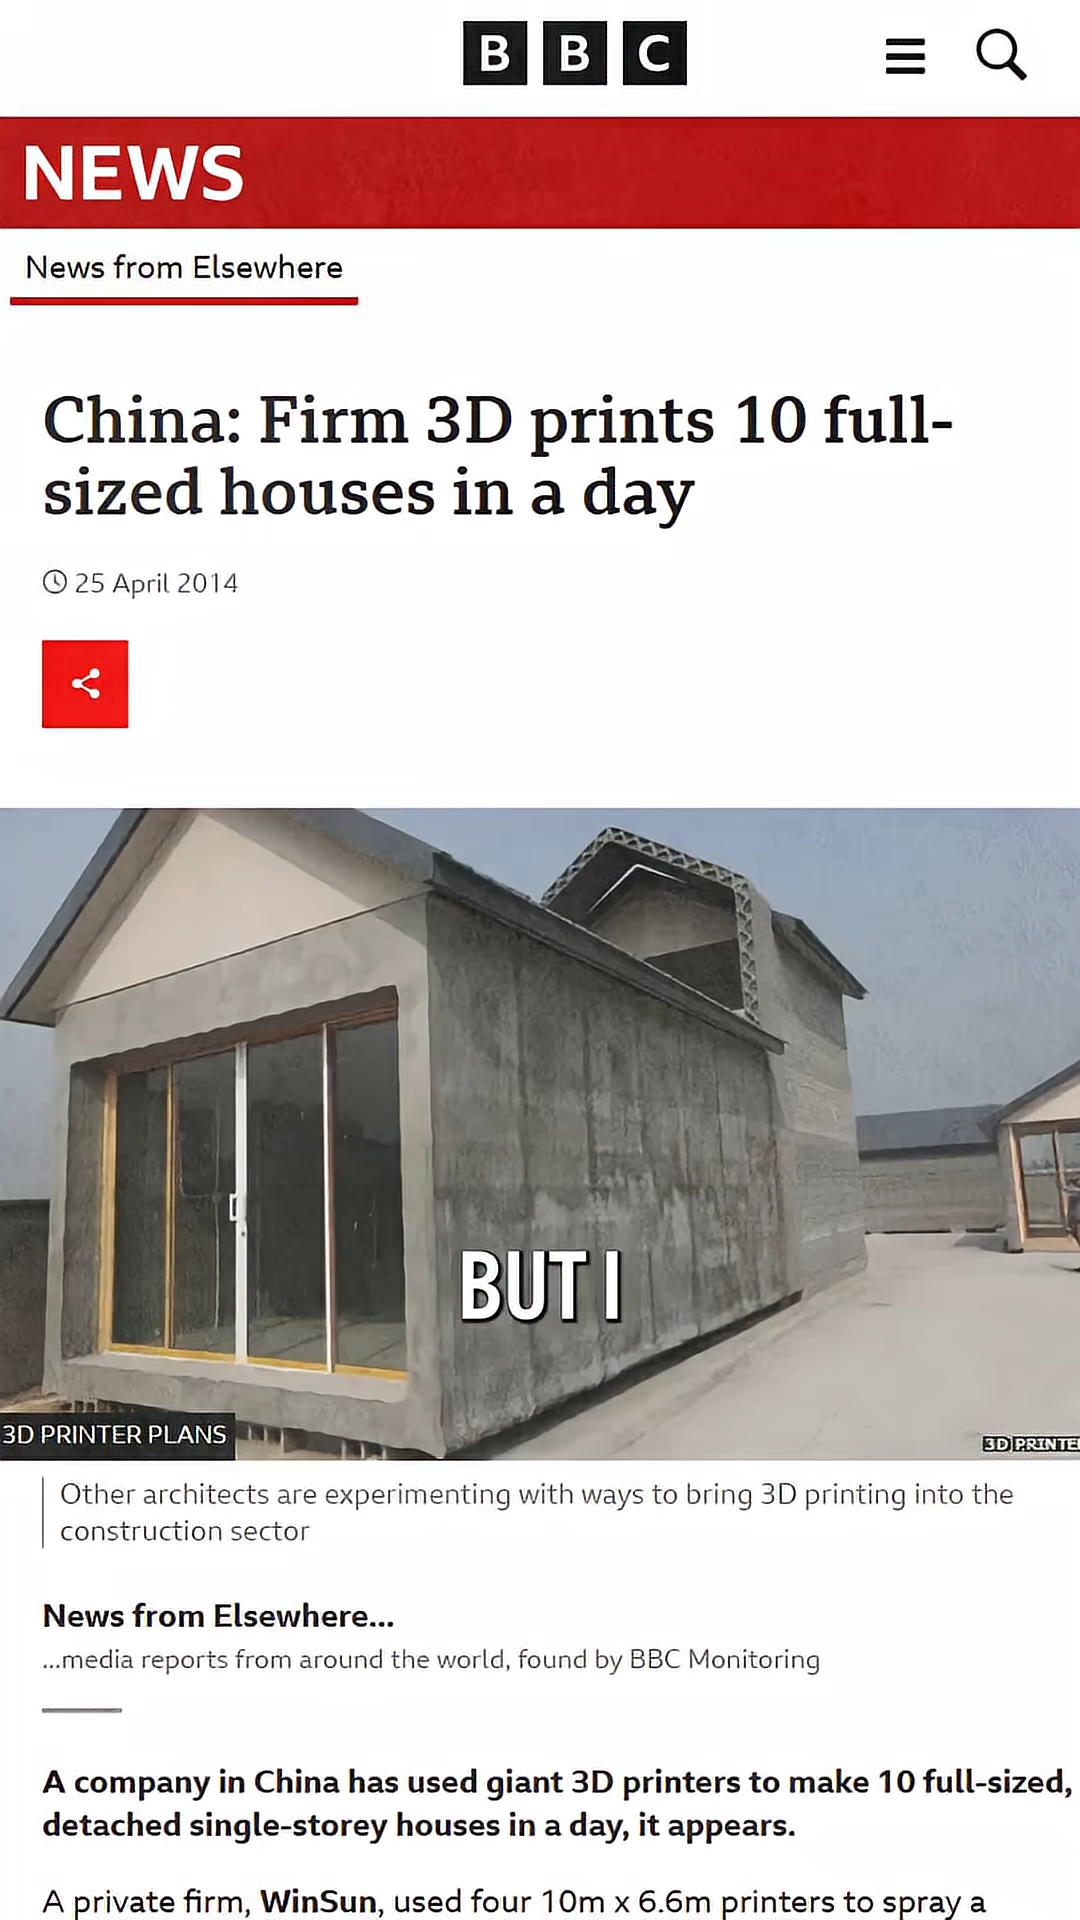 BBC
NEWS
News from Elsewhere
China: Firm 3D prints 10 full-
sized houses in a day
25 April 2014
BUT I
3D PRINTER PLANS
3D PRINTE
Other architects are experimenting with ways to bring 3D printing into the
construction sector
News from Elsewhere...
...media reports from around the world, found by BBC Monitoring
A company in China has used giant 3D printers to make 10 full-sized,
detached single-storey houses in a day, it appears.
A private firm, WinSun, used four 10m x 6.6m printers to spray a